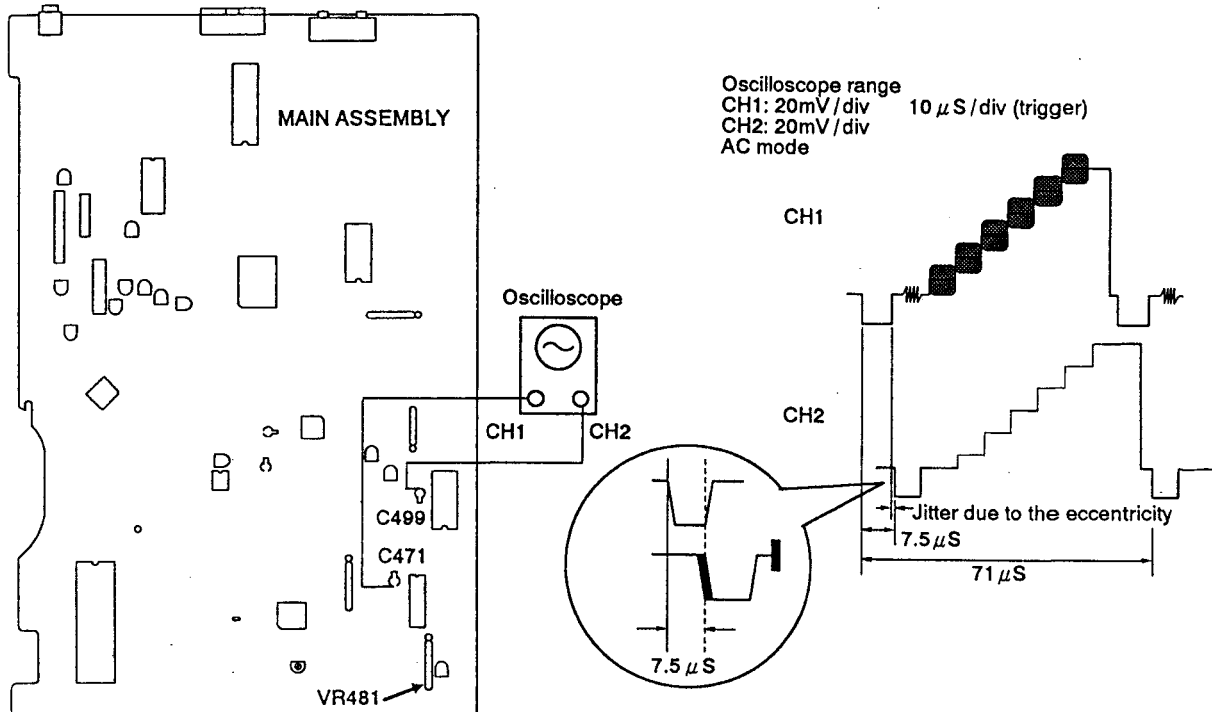 MAIN ASSEMBLY
Oscilloscope range
CH1: 20mV/div 10 μS/div (trigger)
CH2: 20mV/div
AC mode
CH1
Oscilloscope
CH1
CH2
CH2
C499
C471
Jitter due to the eccentricity
7.5 μS
71 μS
7.5 μS
VR481